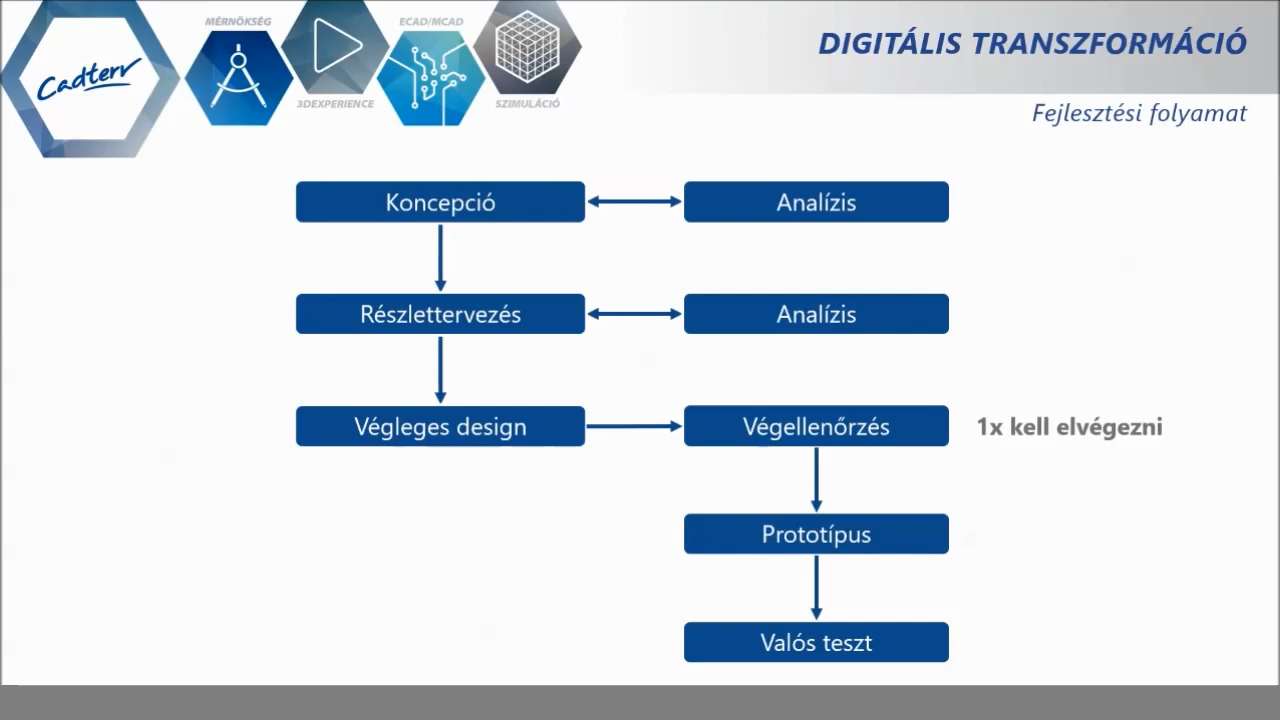 Cadterv
MÉRNÖKSÉG
3DEXPERIENCE
ECAD/MCAD
SZIMULÁCIÓ
DIGITÁLIS TRANSZFORMÁCIÓ
Fejlesztési folyamat
Koncepció
Analízis
Részlettervezés
Analízis
Végleges design
Végellenőrzés
1x kell elvégezni
Prototípus
Valós teszt